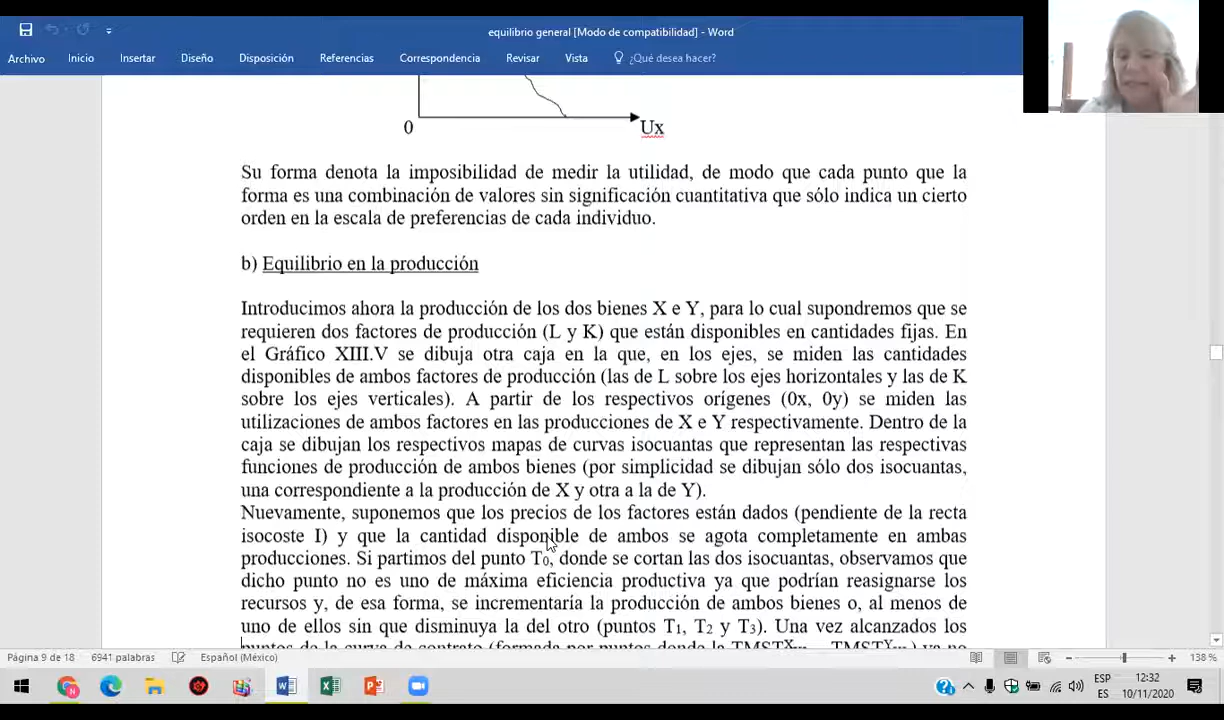 equilibrio general [Modo de compatibilidad] - Word
Archivo Inicio Insertar Diseño Disposición Referencias Correspondencia Revisar Vista ¿Qué desea hacer?
0 Ux
Su forma denota la imposibilidad de medir la utilidad, de modo que cada punto que la
forma es una combinación de valores sin significación cuantitativa que sólo indica un cierto
orden en la escala de preferencias de cada individuo.
b) Equilibrio en la producción
Introducimos ahora la producción de los dos bienes X e Y, para lo cual supondremos que se
requieren dos factores de producción (L y K) que están disponibles en cantidades fijas. En
el Gráfico XIII.V se dibuja otra caja en la que, en los ejes, se miden las cantidades
disponibles de ambos factores de producción (las de L sobre los ejes horizontales y las de K
sobre los ejes verticales). A partir de los respectivos orígenes (0x, 0y) se miden las
utilizaciones de ambos factores en las producciones de X e Y respectivamente. Dentro de la
caja se dibujan los respectivos mapas de curvas isocuantas que representan las respectivas
funciones de producción de ambos bienes (por simplicidad se dibujan sólo dos isocuantas,
una correspondiente a la producción de X y otra a la de Y).
Nuevamente, suponemos que los precios de los factores están dados (pendiente de la recta
isocoste I) y que la cantidad disponible de ambos se agota completamente en ambas
producciones. Si partimos del punto T0, donde se cortan las dos isocuantas, observamos que
dicho punto no es uno de máxima eficiencia productiva ya que podrían reasignarse los
recursos y, de esa forma, se incrementaría la producción de ambos bienes o, al menos de
uno de ellos sin que disminuya la del otro (puntos T1, T2 y T3). Una vez alcanzados los
puntos de la curva de contrato (formada por puntos donde la
Página 9 de 18 6941 palabras Español (México) 138 %
ESP 12:32
ES 10/11/2020